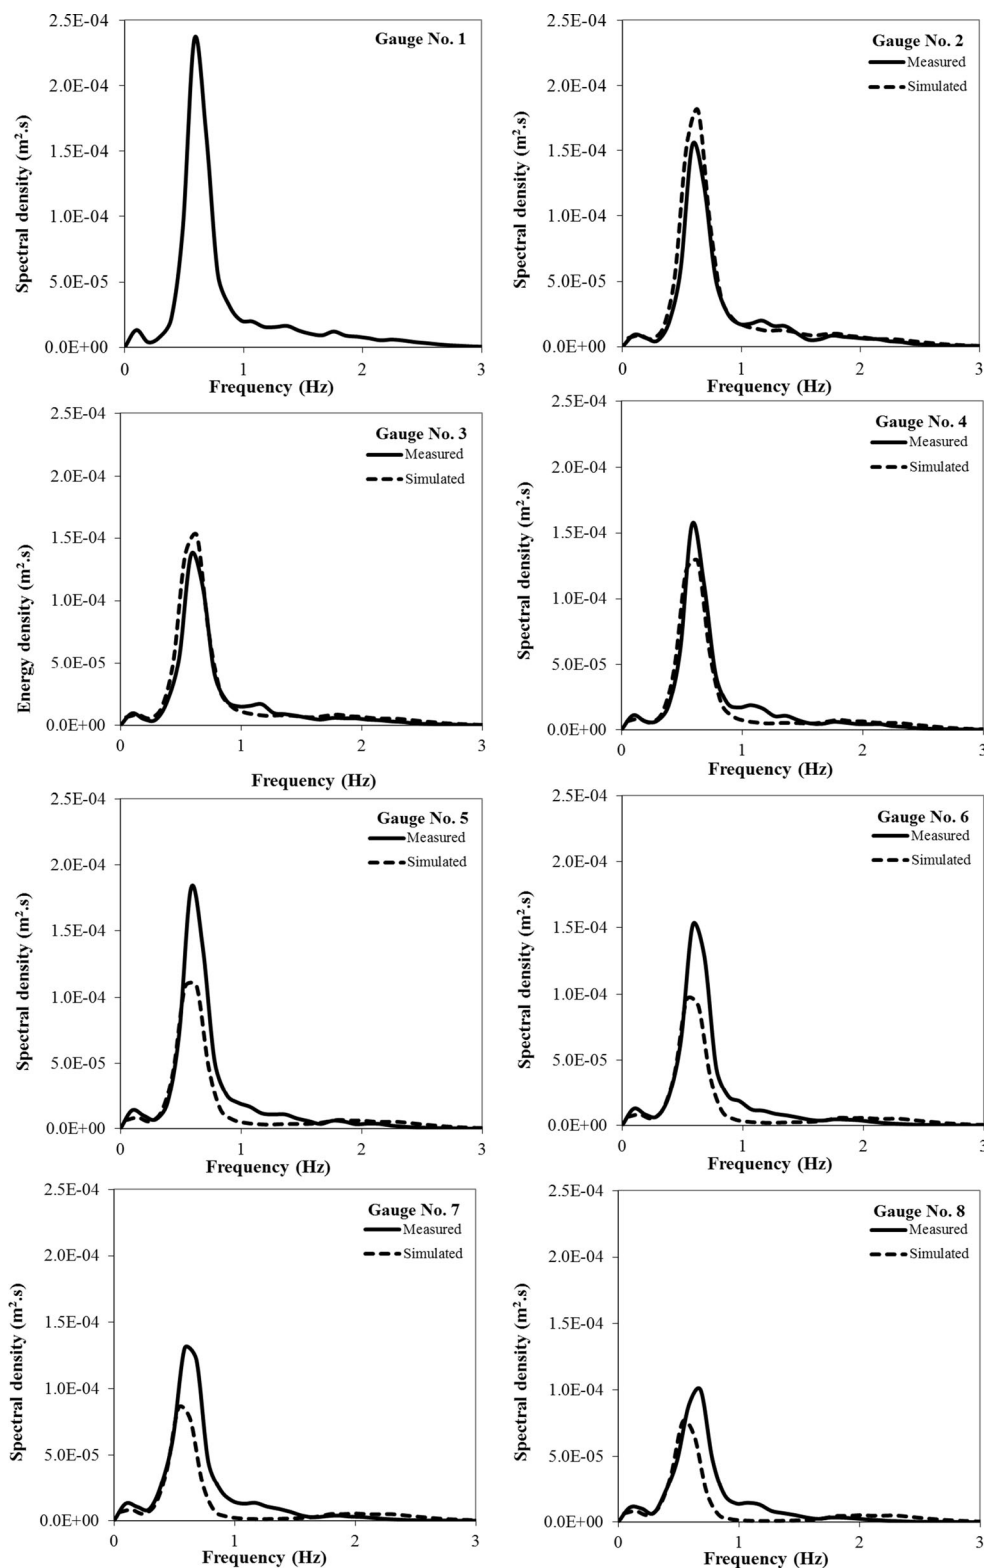 Gauge No. 1
Spectral density (m².s)
2.5E-04
2.0E-04
1.5E-04
1.0E-04
5.0E-05
0.0E+00
0 1 2 3
Frequency (Hz)
Gauge No. 2
Measured
Simulated
Spectral density (m².s)
2.5E-04
2.0E-04
1.5E-04
1.0E-04
5.0E-05
0.0E+00
0 1 2 3
Frequency (Hz)
Gauge No. 3
Measured
Simulated
Energy density (m².s)
2.5E-04
2.0E-04
1.5E-04
1.0E-04
5.0E-05
0.0E+00
0 1 2 3
Frequency (Hz)
Gauge No. 4
Measured
Simulated
Spectral density (m².s)
2.5E-04
2.0E-04
1.5E-04
1.0E-04
5.0E-05
0.0E+00
0 1 2 3
Frequency (Hz)
Gauge No. 5
Measured
Simulated
Spectral density (m².s)
2.5E-04
2.0E-04
1.5E-04
1.0E-04
5.0E-05
0.0E+00
0 1 2 3
Frequency (Hz)
Gauge No. 6
Measured
Simulated
Spectral density (m².s)
2.5E-04
2.0E-04
1.5E-04
1.0E-04
5.0E-05
0.0E+00
0 1 2 3
Frequency (Hz)
Gauge No. 7
Measured
Simulated
Spectral density (m².s)
2.5E-04
2.0E-04
1.5E-04
1.0E-04
5.0E-05
0.0E+00
0 1 2 3
Frequency (Hz)
Gauge No. 8
Measured
Simulated
Spectral density (m².s)
2.5E-04
2.0E-04
1.5E-04
1.0E-04
5.0E-05
0.0E+00
0 1 2 3
Frequency (Hz)